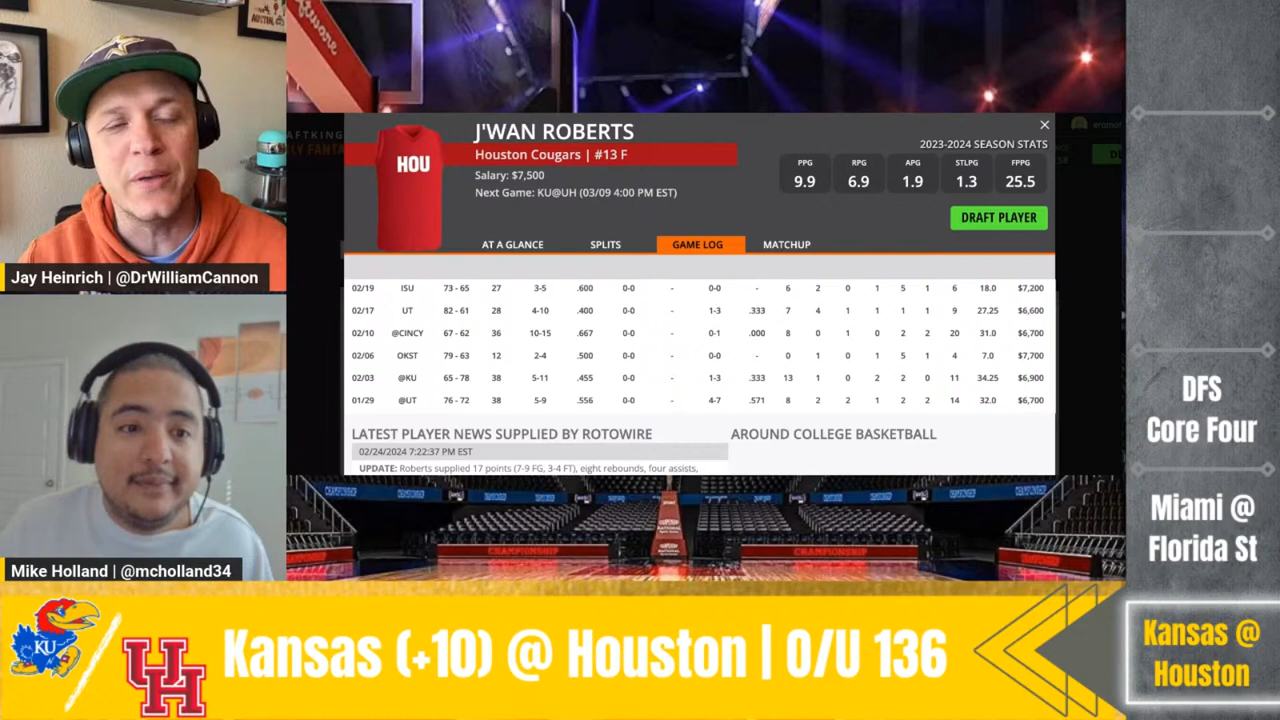 AUSTIN,
AFTKING
LY FANTA
eramor
J'WAN ROBERTS
Houston Cougars | #13 F
Salary: $7,500
Next Game: KU@UH (03/09 4:00 PM EST)
HOU
2023-2024 SEASON STATS
PPG RPG APG STLPG FPPG
9.9 6.9 1.9 1.3 25.5
DRAFT PLAYER
AT A GLANCE SPLITS GAME LOG MATCHUP
02/19 ISU 73 - 65 27 3-5 .600 0-0 - 0-0 - 6 2 0 1 5 1 6 18.0 $7,200
02/17 UT 82 - 61 28 4-10 .400 0-0 - 1-3 .333 7 4 1 1 1 1 9 27.25 $6,600
02/10 @CINCY 67 - 62 36 10-15 .667 0-0 - 0-1 .000 8 0 1 0 2 2 20 31.0 $6,700
02/06 OKST 79 - 63 12 2-4 .500 0-0 - 0-0 - 0 1 0 1 5 1 4 7.0 $7,700
02/03 @KU 65 - 78 38 5-11 .455 0-0 - 1-3 .333 13 1 0 2 2 0 11 34.25 $6,900
01/29 @UT 76 - 72 38 5-9 .556 0-0 - 4-7 .571 8 2 2 1 2 2 14 32.0 $6,700
LATEST PLAYER NEWS SUPPLIED BY ROTOWIRE
02/24/2024 7:22:37 PM EST
UPDATE: Roberts supplied 17 points (7-9 FG, 3-4 FT), eight rebounds, four assists,
AROUND COLLEGE BASKETBALL
CHAMPIONSHIP
CHAMPIONSHIP
Jay Heinrich | @DrWilliamCannon
Mike Holland | @mcholland34
DFS
Core Four
Miami @
Florida St
Kansas @
Houston
KU
UH
Kansas (+10) @ Houston | O/U 136